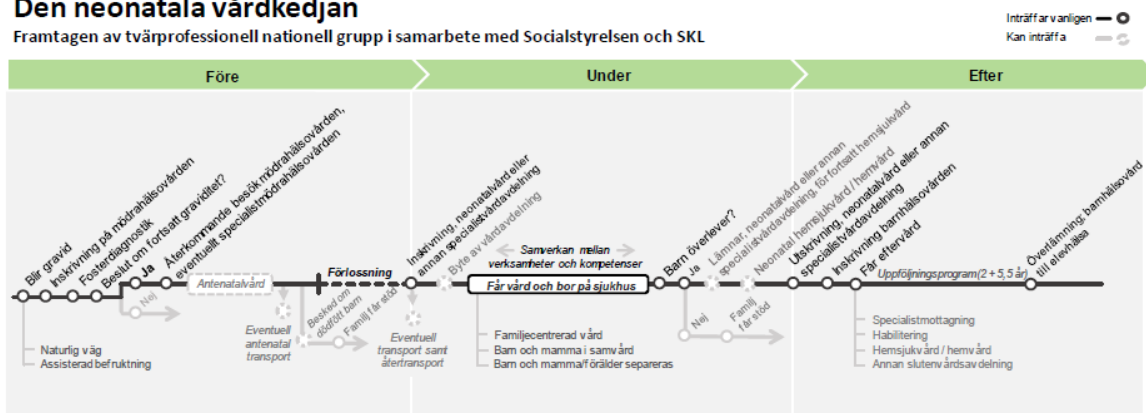 Den neonatala vårdkedjan
Framtagen av tvärprofessionell nationell grupp i samarbete med Socialstyrelsen och SKL
Inträffar vanligen
Kan inträffa
Före
Under
Efter
Blir gravid
Inskrivning på mödrahälsovården
Fosterdiagnostik
Beslut om fortsatt graviditet?
Ja
Nej
Återkommande besök mödrahälsovården,
eventuellt specialistmödrahälsovården
Antenatalvård
Eventuell
antenatal
transport
Förlossning
Besked om
dödfött barn
Familj får stöd
Naturlig väg
Assisterad befruktning
Inskrivning, neonatalvård eller
annan specialistvårdavdelning
Byte av vårdavdelning
Eventuell
transport samt
återtransport
Samverkan mellan
verksamheter och kompetenser
Får vård och bor på sjukhus
Familjecentrerad vård
Barn och mamma i samvård
Barn och mamma/förälder separeras
Barn överlever?
Ja
Nej
Familj
får stöd
Lämnar, neonatalvård eller annan
specialistvårdavdelning, för fortsatt hemsjukvård
Neonatal hemsjukvård / hemvård
Utskrivning, neonatalvård eller annan
specialistvårdavdelning
Inskrivning barnhälsovården
Får eftervård
Uppföljningsprogram (2 + 5,5 år)
Specialistmottagning
Habilitering
Hemsjukvård / hemvård
Annan slutenvårdsavdelning
Överlämning; barnhälsovård
till elevhälsa